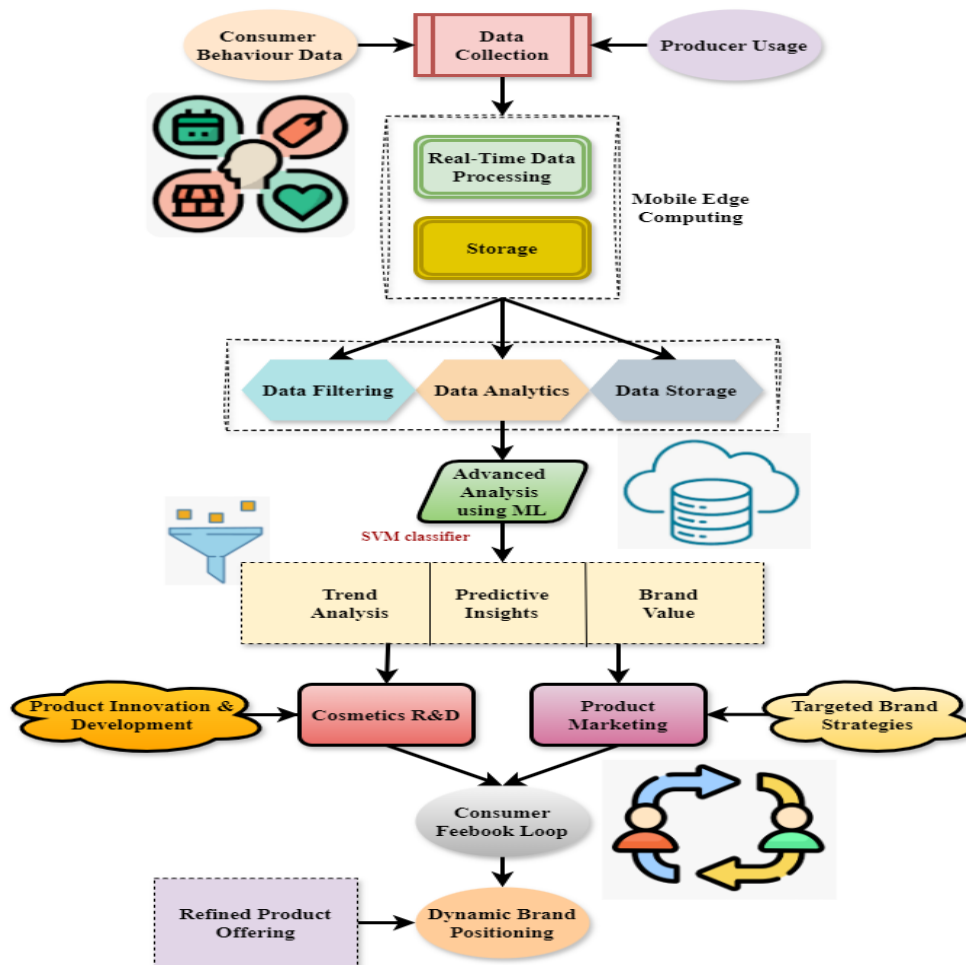 Consumer
Behaviour Data
Data
Collection
Producer Usage
Real-Time Data
Processing
Mobile Edge
Computing
Storage
Data Filtering
Data Analytics
Data Storage
Advanced
Analysis
using ML
SVM classifier
Trend
Analysis
Predictive
Insights
Brand
Value
Product Innovation &
Development
Cosmetics R&D
Product
Marketing
Targeted Brand
Strategies
Consumer
Feebook Loop
Refined Product
Offering
Dynamic Brand
Positioning